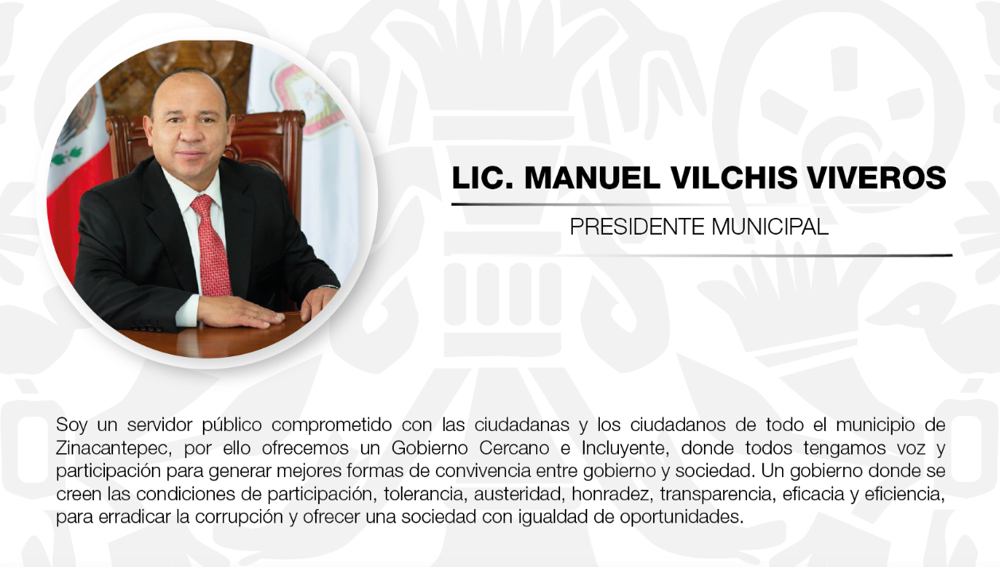 LIC. MANUEL VILCHIS VIVEROS
PRESIDENTE MUNICIPAL
Soy un servidor público comprometido con las ciudadanas y los ciudadanos de todo el municipio de
Zinacantepec, por ello ofrecemos un Gobierno Cercano e Incluyente, donde todos tengamos voz y
participación para generar mejores formas de convivencia entre gobierno y sociedad. Un gobierno donde se
creen las condiciones de participación, tolerancia, austeridad, honradez, transparencia, eficacia y eficiencia,
para erradicar la corrupción y ofrecer una sociedad con igualdad de oportunidades.